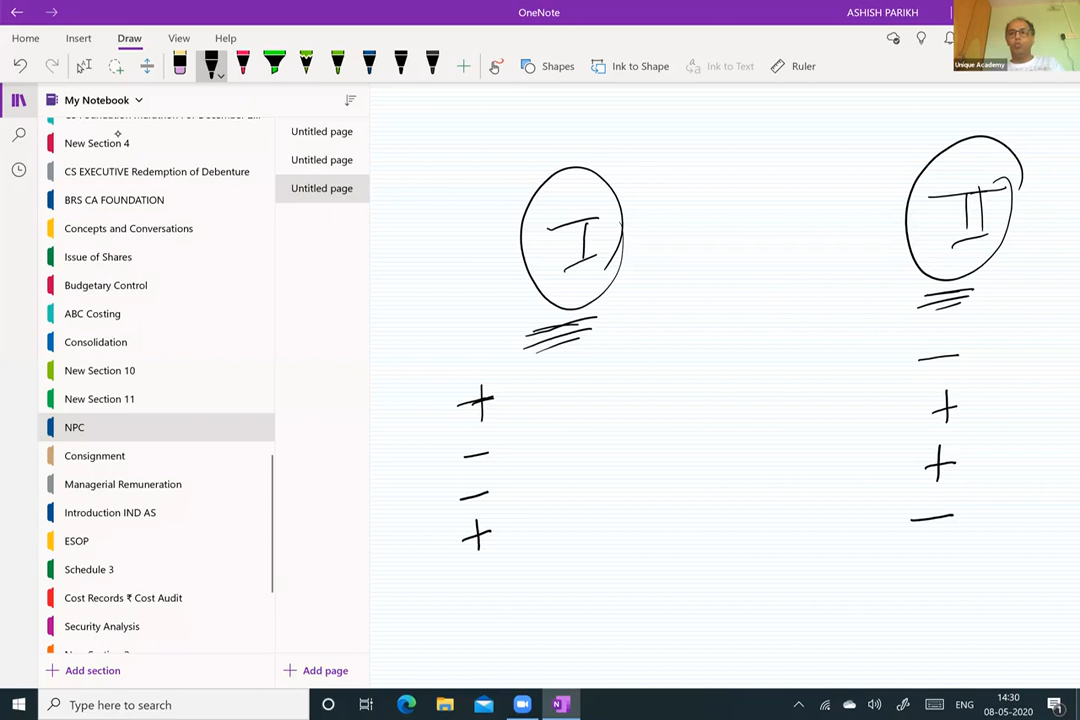 OneNote
ASHISH PARIKH
Home Insert Draw View Help
Shapes Ink to Shape Ink to Text Ruler
Unique Academy
My Notebook
New Section 4
CS EXECUTIVE Redemption of Debenture
BRS CA FOUNDATION
Concepts and Conversations
Issue of Shares
Budgetary Control
ABC Costing
Consolidation
New Section 10
New Section 11
NPC
Consignment
Managerial Remuneration
Introduction IND AS
ESOP
Schedule 3
Cost Records ₹ Cost Audit
Security Analysis
Add section
Untitled page
Untitled page
Untitled page
Add page
I
+
-
-
+
II
-
+
+
-
Type here to search
ENG
14:30
08-05-2020
1